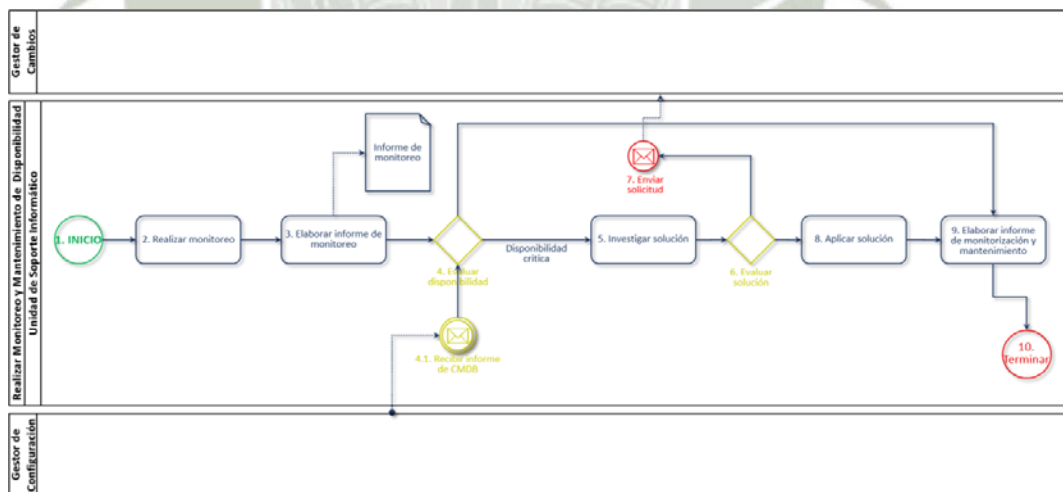 Gestor de
Cambios
Realizar Monitoreo y Mantenimiento de Disponibilidad
Unidad de Soporte Informático
Informe de
monitoreo
7. Enviar
solicitud
1. INICIO
2. Realizar monitoreo
3. Elaborar informe de
monitoreo
4. Evaluar
disponibilidad
Disponibilidad
critica
5. Investigar solución
6. Evaluar
solución
8. Aplicar solución
9. Elaborar informe
de monitorización y
mantenimiento
4.1. Recibir informe
de CMDB
10.
Terminar
Gestor de
Configuración